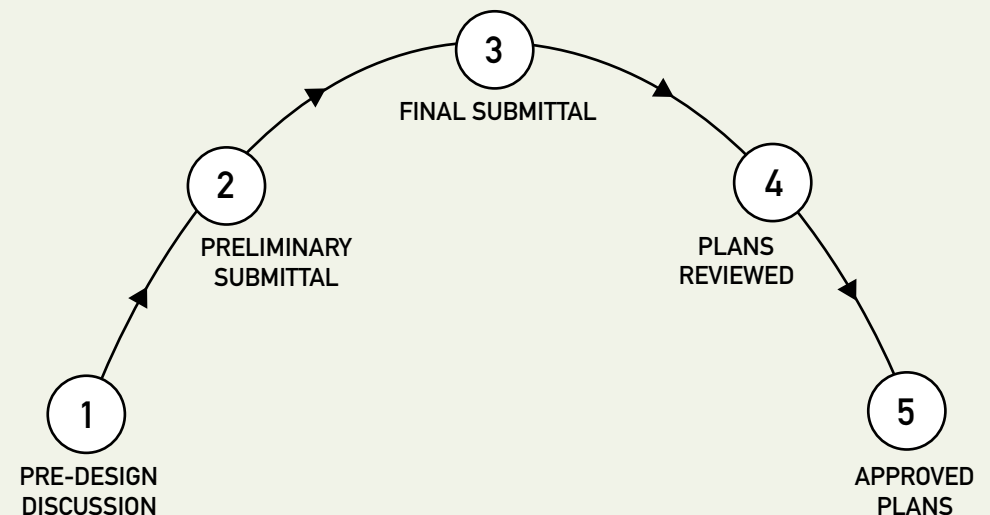 1
PRE-DESIGN
DISCUSSION
2
PRELIMINARY
SUBMITTAL
3
FINAL SUBMITTAL
4
PLANS
REVIEWED
5
APPROVED
PLANS